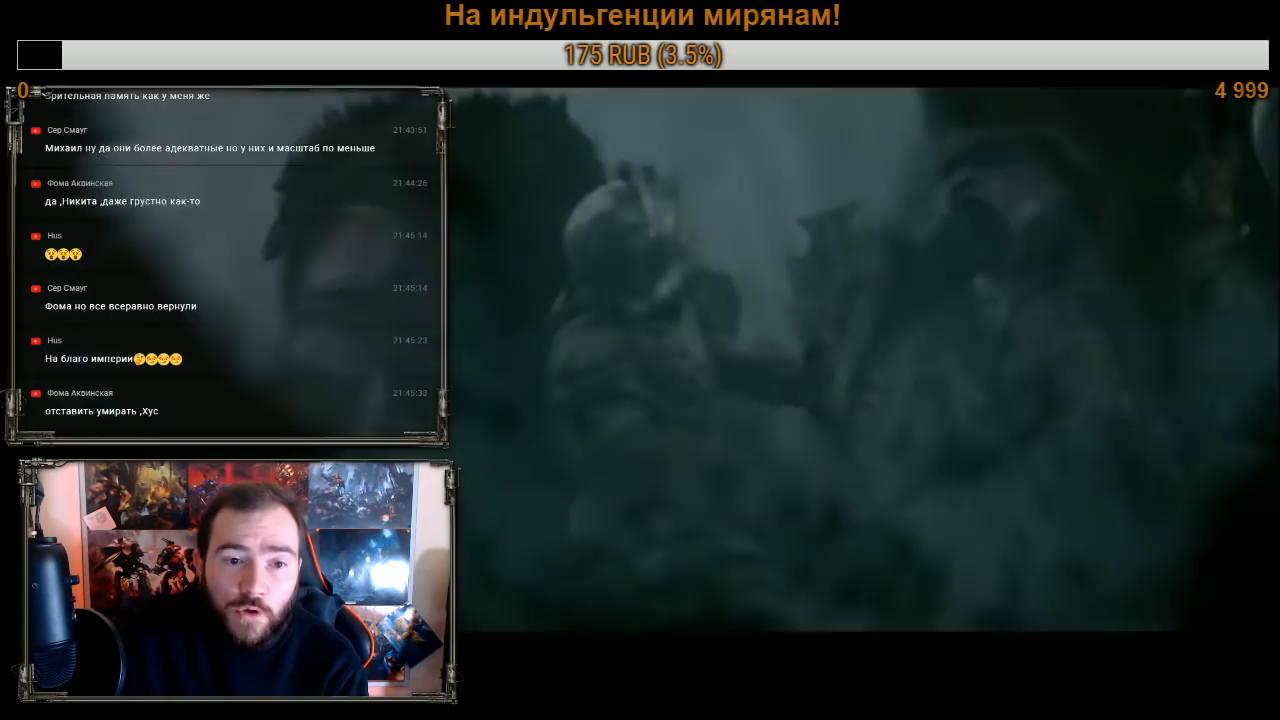 На индульгенции мирянам!
175 RUB (3.5%)
0
4 999
зрительная память как у меня же
Сер Смауг 21:43:51
Михаил ну да они более адекватные но у них и масштаб по меньше
Фома Аквинская 21:44:26
да ,Никита ,даже грустно как-то
Hus 21:45:14
😵😵😵
Сер Смауг 21:45:14
Фома но все всеравно вернули
Hus 21:45:23
На благо империи🤔😏😏😏
Фома Аквинская 21:45:33
отставить умирать ,Хус